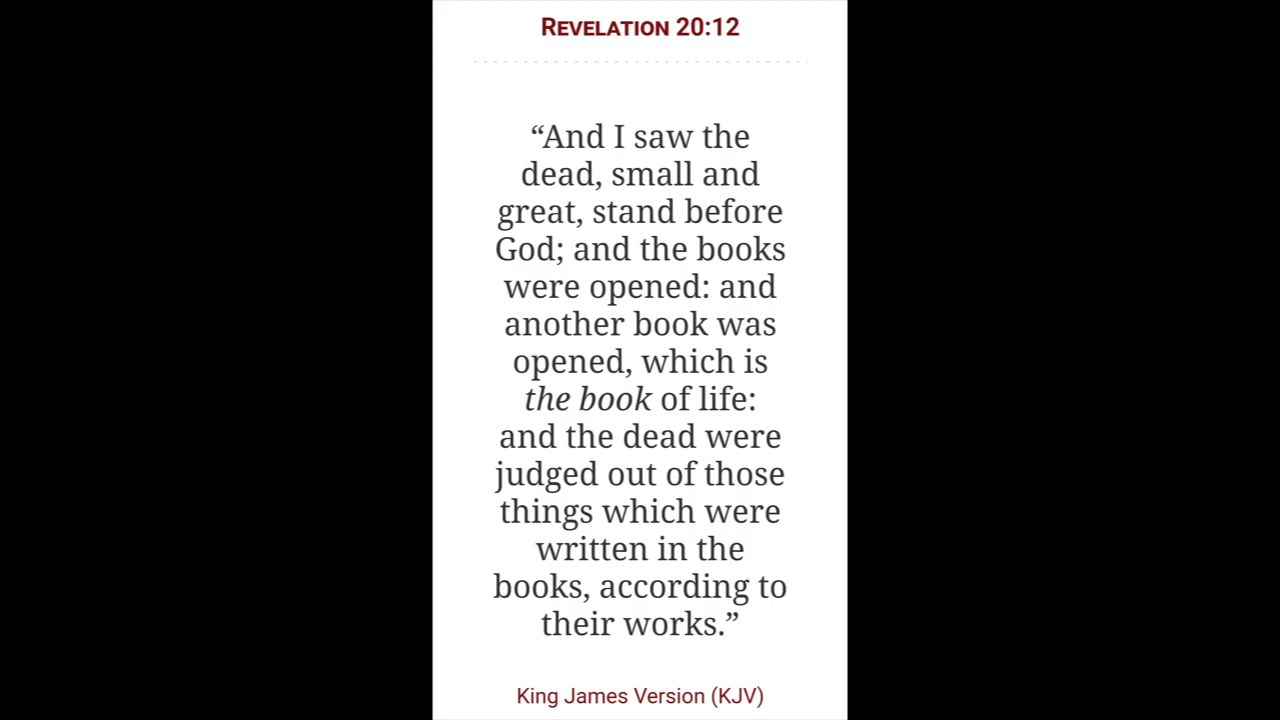 Revelation 20:12
“And I saw the
dead, small and
great, stand before
God; and the books
were opened: and
another book was
opened, which is
the book of life:
and the dead were
judged out of those
things which were
written in the
books, according to
their works.”
King James Version (KJV)